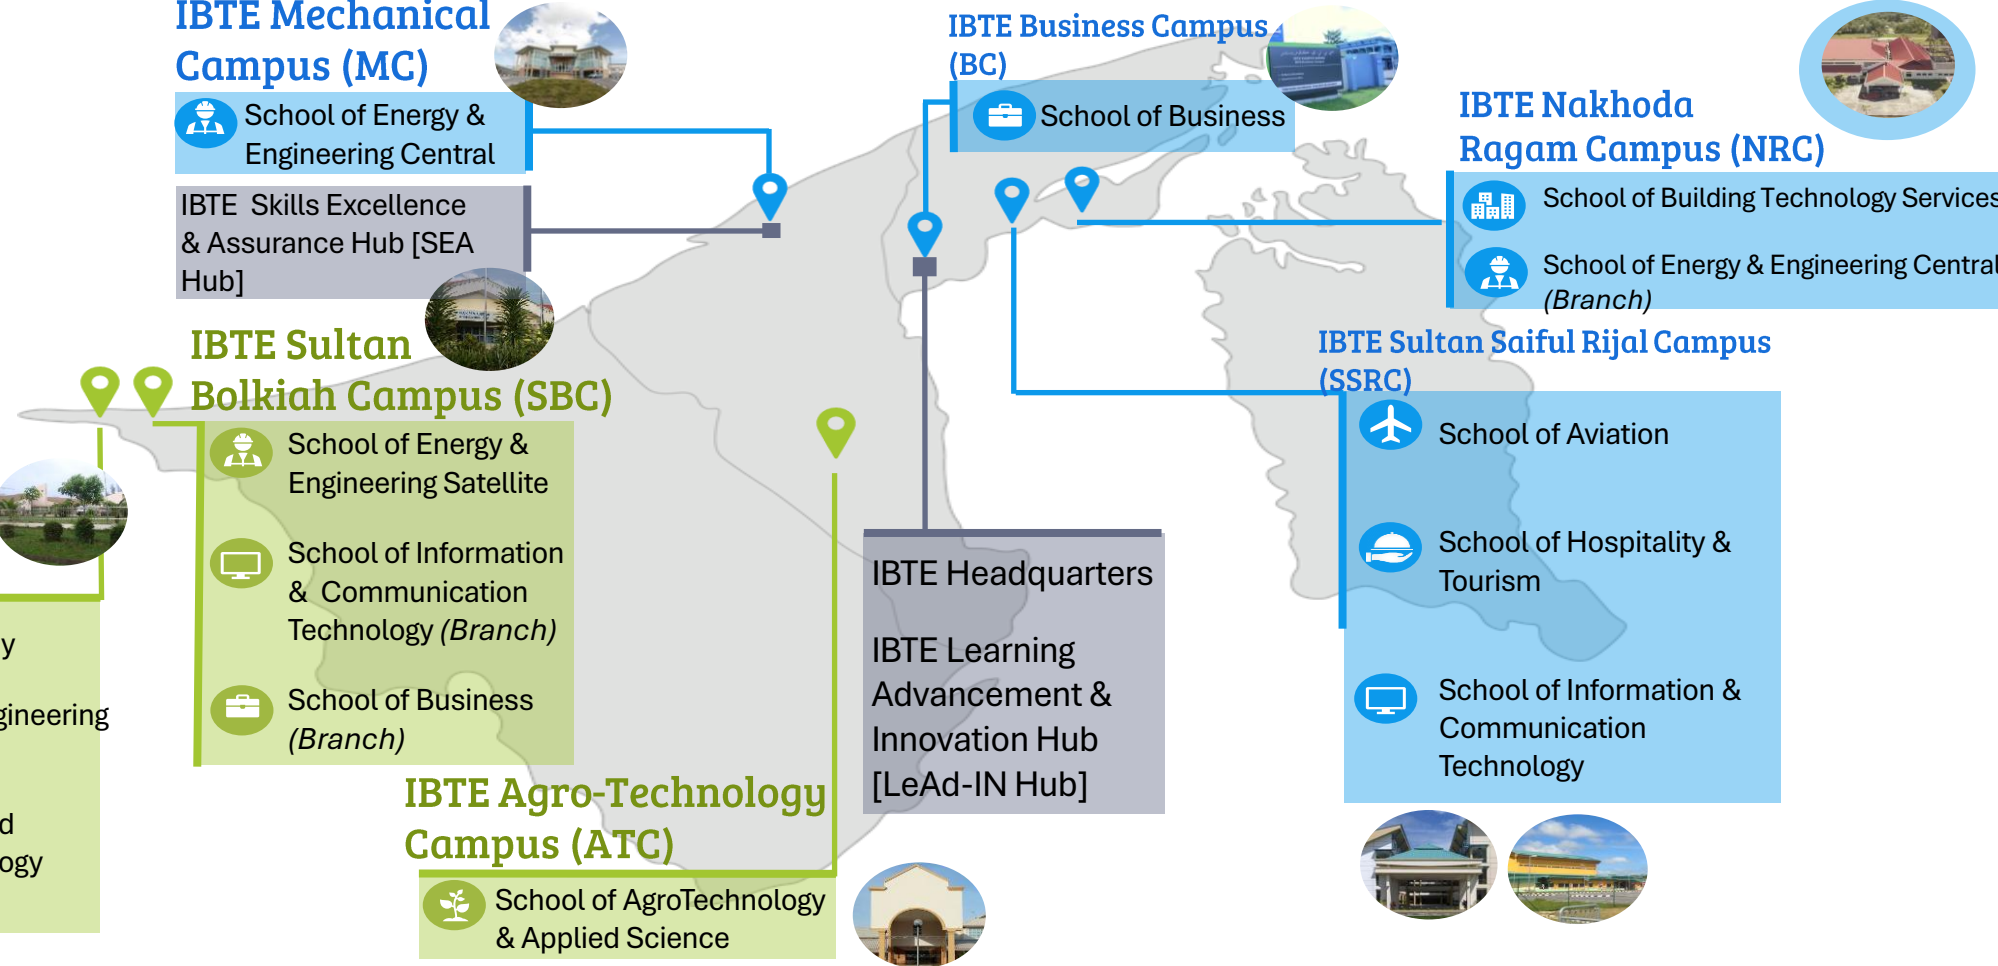 IBTE Mechanical
Campus (MC)
School of Energy &
Engineering Central
IBTE Skills Excellence
& Assurance Hub [SEA
Hub]
IBTE Business Campus
(BC)
School of Business
IBTE Nakhoda
Ragam Campus (NRC)
School of Building Technology Services
School of Energy & Engineering Central
(Branch)
IBTE Sultan Saiful Rijal Campus
(SSRC)
School of Aviation
School of Hospitality &
Tourism
School of Information &
Communication
Technology
IBTE Sultan
Bolkiah Campus (SBC)
School of Energy &
Engineering Satellite
School of Information
& Communication
Technology (Branch)
School of Business
(Branch)
IBTE Headquarters
IBTE Learning
Advancement &
Innovation Hub
[LeAd-IN Hub]
IBTE Agro-Technology
Campus (ATC)
School of AgroTechnology
& Applied Science
y
gineering
d
ogy